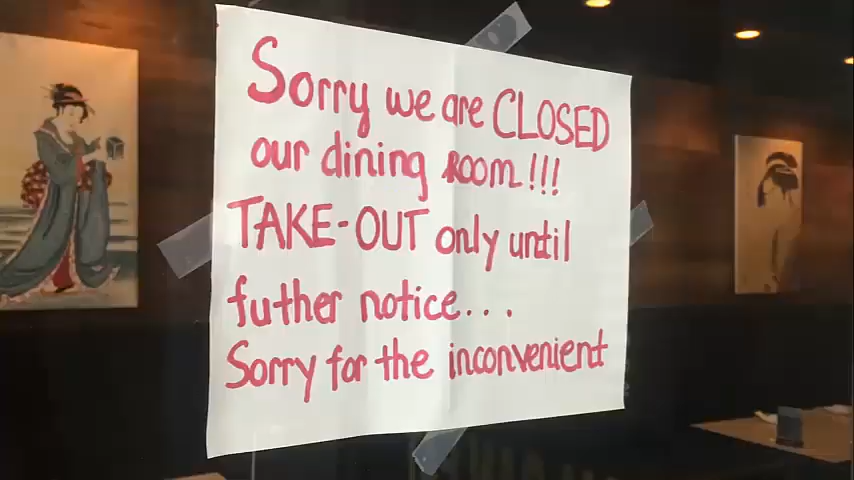 Sorry we are CLOSED
our dining ROOM!!!
TAKE-OUT only until
futher notice...
Sorry for the inconvenient